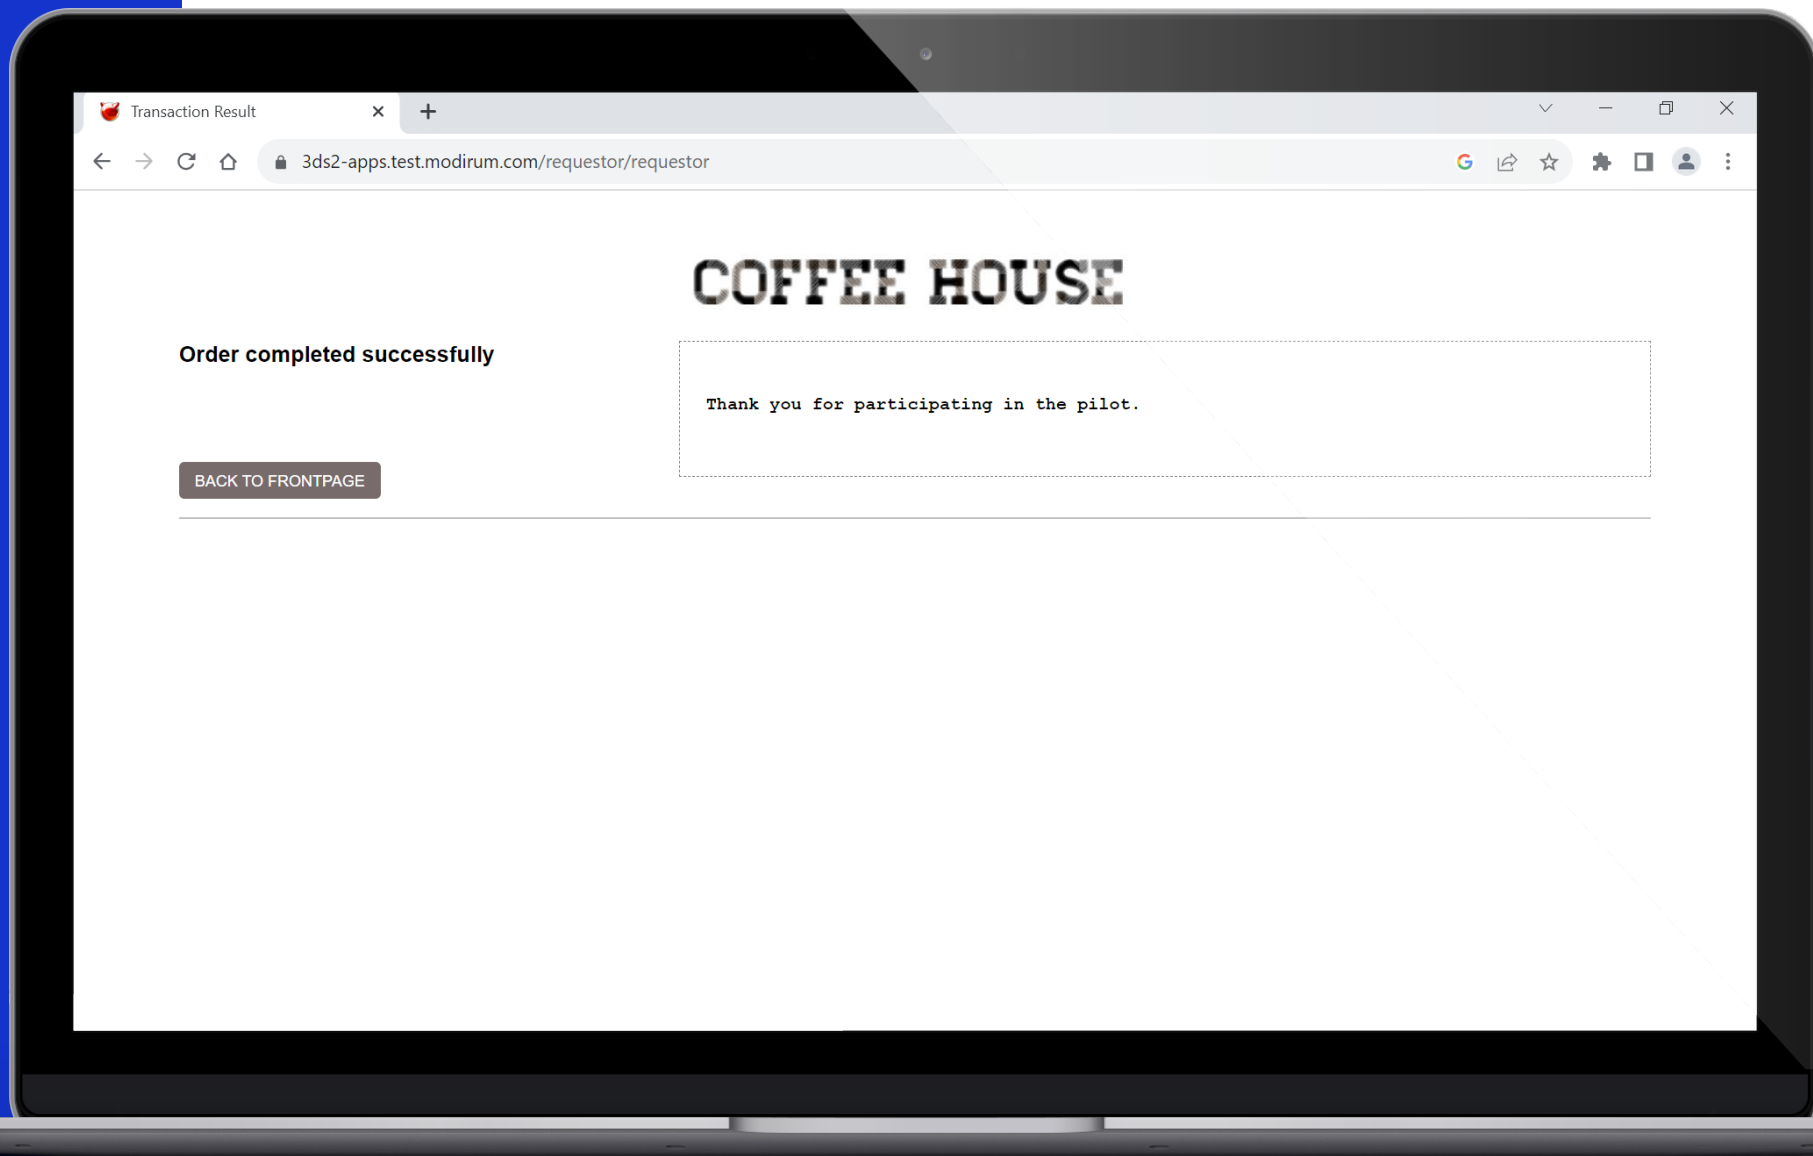 Transaction Result
3ds2-apps.test.modirum.com/requestor/requestor
COFFEE HOUSE
Order completed successfully
Thank you for participating in the pilot.
BACK TO FRONTPAGE